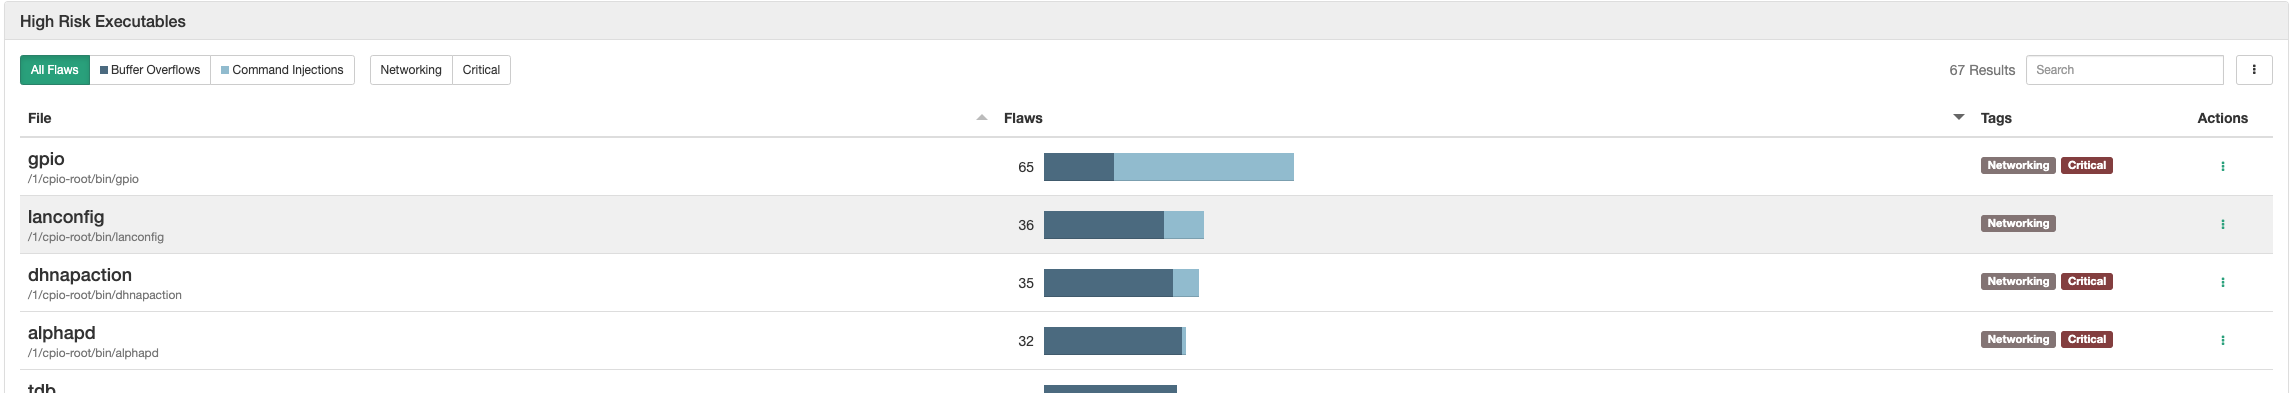 High Risk Executables
All Flaws Buffer Overflows Command Injections Networking Critical 67 Results Search
File Flaws Tags Actions
gpio
/1/cpio-root/bin/gpio
65 Networking Critical
lanconfig
/1/cpio-root/bin/lanconfig
36 Networking
dhnapaction
/1/cpio-root/bin/dhnapaction
35 Networking Critical
alphapd
/1/cpio-root/bin/alphapd
32 Networking Critical
tdb